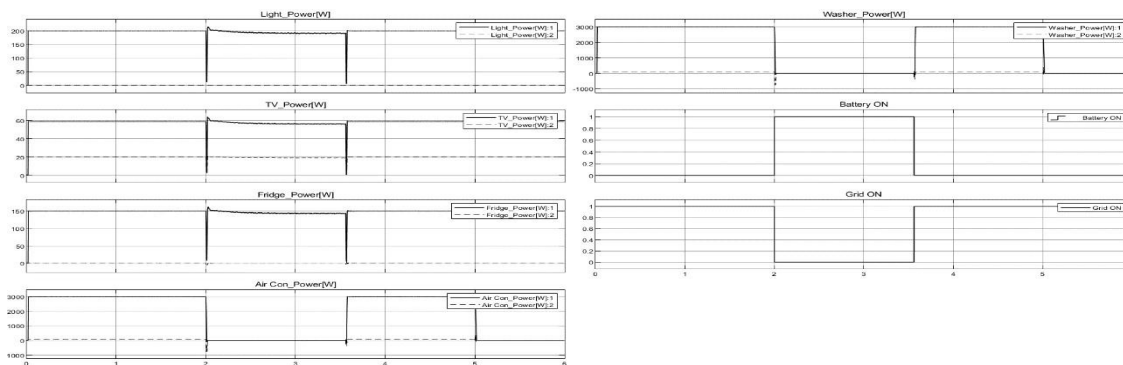 Light_Power[W]
200
150
100
50
0
Light_Power[W]:1
Light_Power[W]:2
TV_Power[W]
60
40
20
0
TV_Power[W]:1
TV_Power[W]:2
Fridge_Power[W]
150
100
50
0
Fridge_Power[W]:1
Fridge_Power[W]:2
Air Con_Power[W]
3000
2000
1000
0
1000
Air Con_Power[W]:1
Air Con_Power[W]:2
0 1 2 3 4 5 6
Washer_Power[W]
3000
2000
1000
0
-1000
Washer_Power[W]:1
Washer_Power[W]:2
Battery ON
1
0.8
0.6
0.4
0.2
0
Battery ON
Grid ON
1
0.8
0.6
0.4
0.2
0
Grid ON
0 1 2 3 4 5